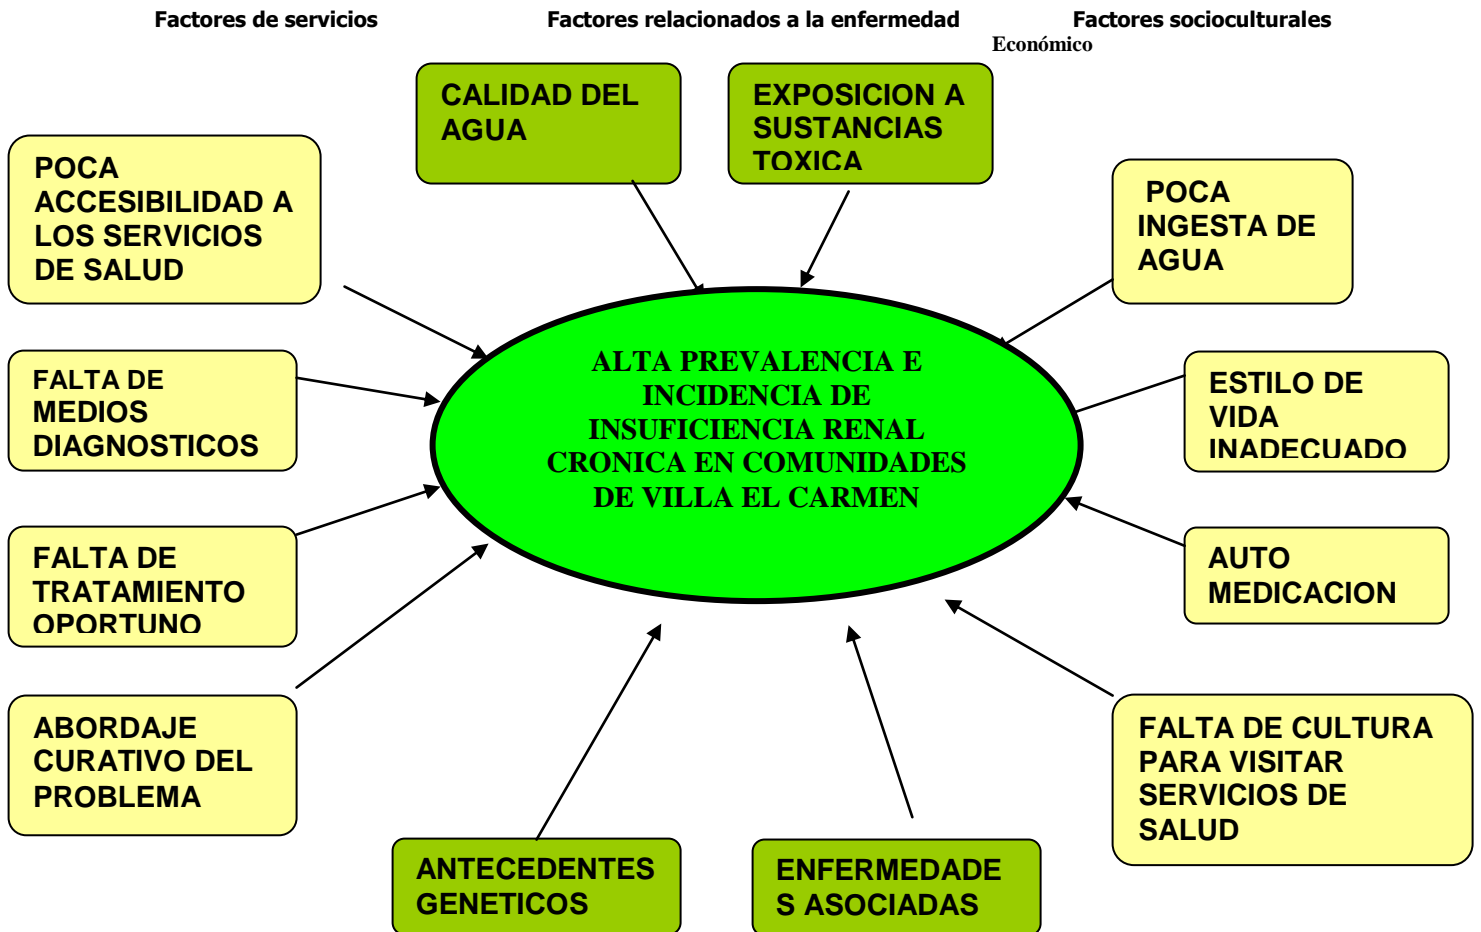 Factores de servicios
Factores relacionados a la enfermedad
Factores socioculturales
Económico
CALIDAD DEL
AGUA
EXPOSICION A
SUSTANCIAS
TOXICA
POCA
ACCESIBILIDAD A
LOS SERVICIOS
DE SALUD
POCA
INGESTA DE
AGUA
FALTA DE
MEDIOS
DIAGNOSTICOS
ALTA PREVALENCIA E
INCIDENCIA DE
INSUFICIENCIA RENAL
CRONICA EN COMUNIDADES
DE VILLA EL CARMEN
ESTILO DE
VIDA
INADECUADO
FALTA DE
TRATAMIENTO
OPORTUNO
AUTO
MEDICACION
ABORDAJE
CURATIVO DEL
PROBLEMA
FALTA DE CULTURA
PARA VISITAR
SERVICIOS DE
SALUD
ANTECEDENTES
GENETICOS
ENFERMEDADE
S ASOCIADAS